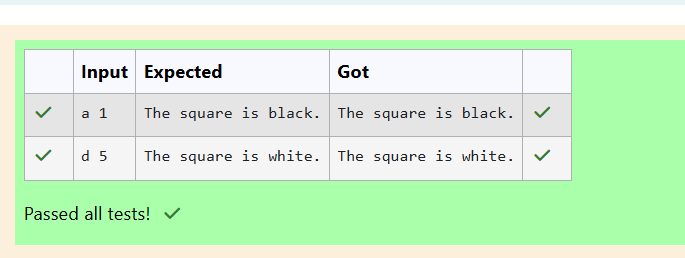 Input Expected Got
a 1 The square is black. The square is black.
d 5 The square is white. The square is white.
Passed all tests!